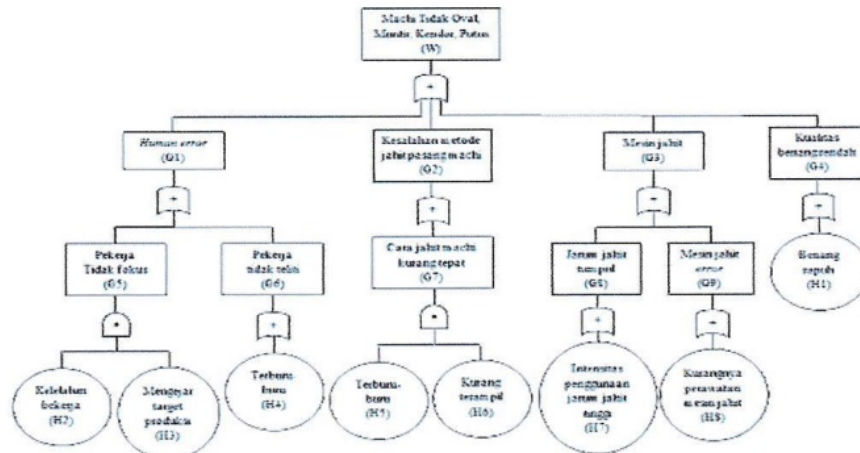 Machi Tidak Oval,
Miring, Kendor, Putus
(W)
Human error
(G1)
Kesalahan metode
jahit pasang machi
(G2)
Mesin jahit
(G3)
Kualitas
benang rendah
(G4)
Pekerja
Tidak fokus
(G5)
Pekerja
tidak teliti
(G6)
Cara jahit machi
kurang tepat
(G7)
Jarum jahit
tumpul
(G8)
Mesin jahit
error
(G9)
Benang
rapuh
(H1)
Kelelahan
bekerja
(H2)
Mengejar
target
produksi
(H3)
Terburu-
buru
(H4)
Terburu-
buru
(H5)
Kurang
terampil
(H6)
Intensitas
penggunaan
jarum jahit
tinggi
(H7)
Kurangnya
perawatan
mesin jahit
(H8)